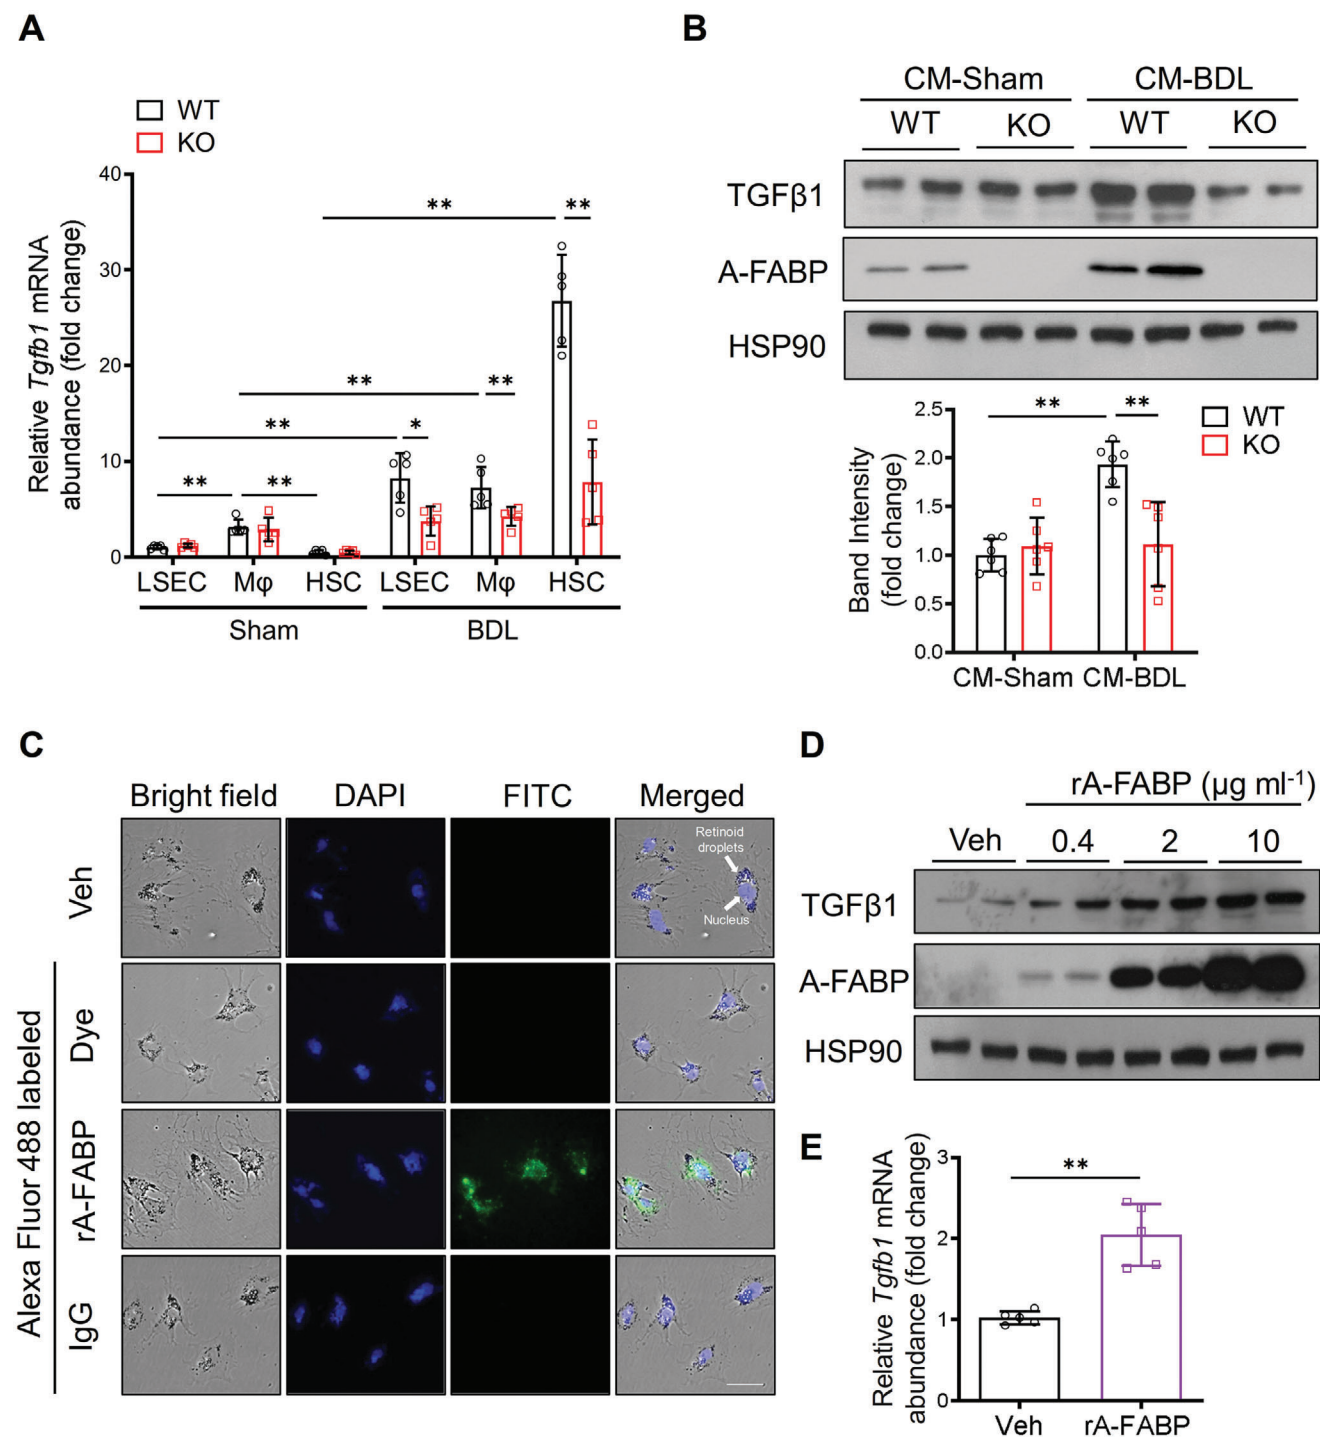 A
WT
KO
Relative Tgfb1 mRNA
abundance (fold change)
40
30
20
10
0
**
**
**
**
**
*
**
**
**
LSEC Mφ HSC LSEC Mφ HSC
Sham BDL
B
CM-Sham CM-BDL
WT KO WT KO
TGFβ1
A-FABP
HSP90
Band Intensity
(fold change)
2.5
2.0
1.5
1.0
0.5
0.0
** **
WT
KO
CM-Sham CM-BDL
C
Bright field DAPI FITC Merged
Veh
Retinoid
droplets
Nucleus
Alexa Fluor 488 labeled
Dye
rA-FABP
IgG
D
rA-FABP (µg ml-1)
Veh 0.4 2 10
TGFβ1
A-FABP
HSP90
E
Relative Tgfb1 mRNA
abundance (fold change)
3
2
1
0
**
Veh rA-FABP